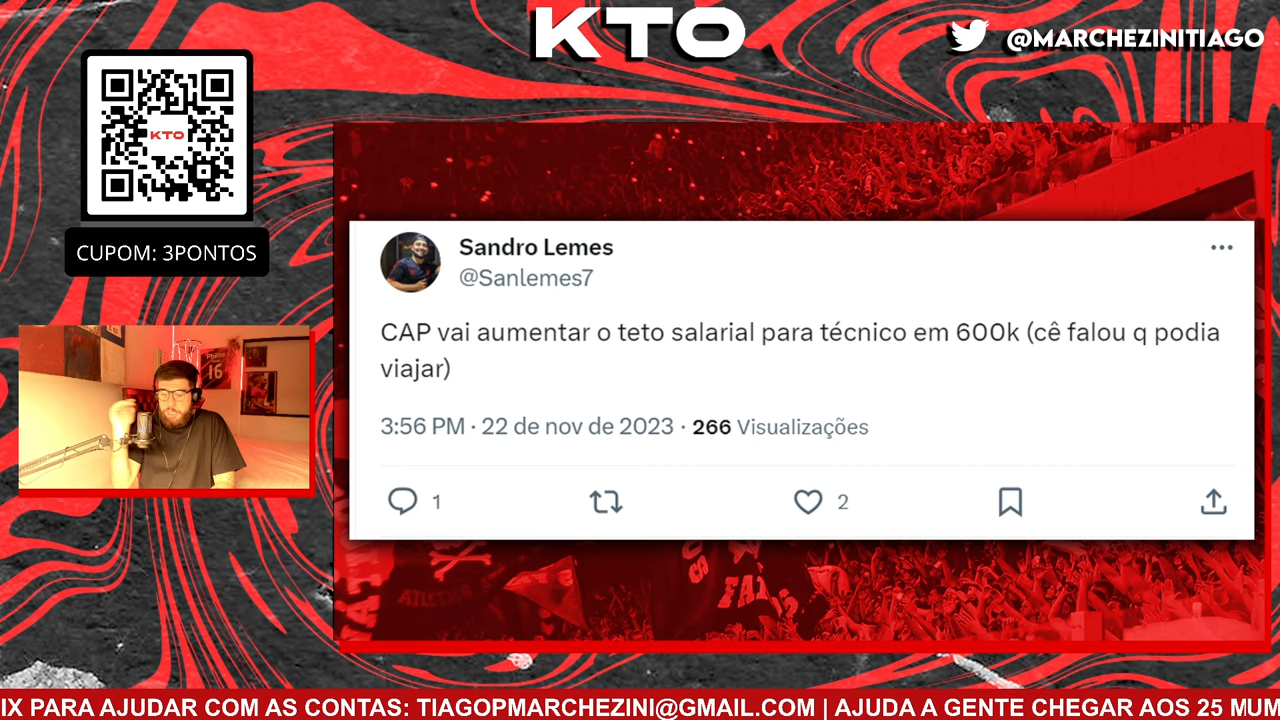 KTO
@MARCHEZINITIAGO
KTO
CUPOM: 3PONTOS
Sandro Lemes
@Sanlemes7
CAP vai aumentar o teto salarial para técnico em 600k (cê falou q podia
viajar)
3:56 PM · 22 de nov de 2023 · 266 Visualizações
1
2
16
IX PARA AJUDAR COM AS CONTAS: TIAGOPMARCHEZINI@GMAIL.COM | AJUDA A GENTE CHEGAR AOS 25 MUM